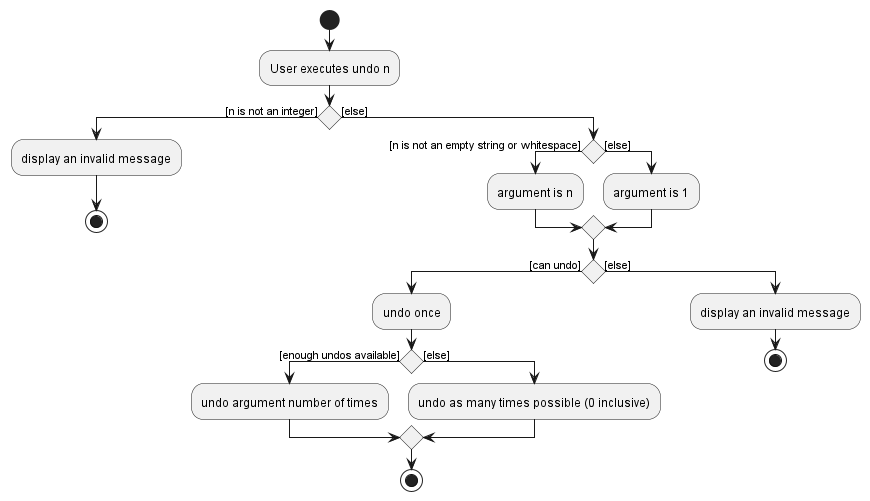 User executes undo n
[n is not an integer]
[else]
display an invalid message
[n is not an empty string or whitespace]
[else]
argument is n
argument is 1
[can undo]
[else]
undo once
display an invalid message
[enough undos available]
[else]
undo argument number of times
undo as many times possible (0 inclusive)